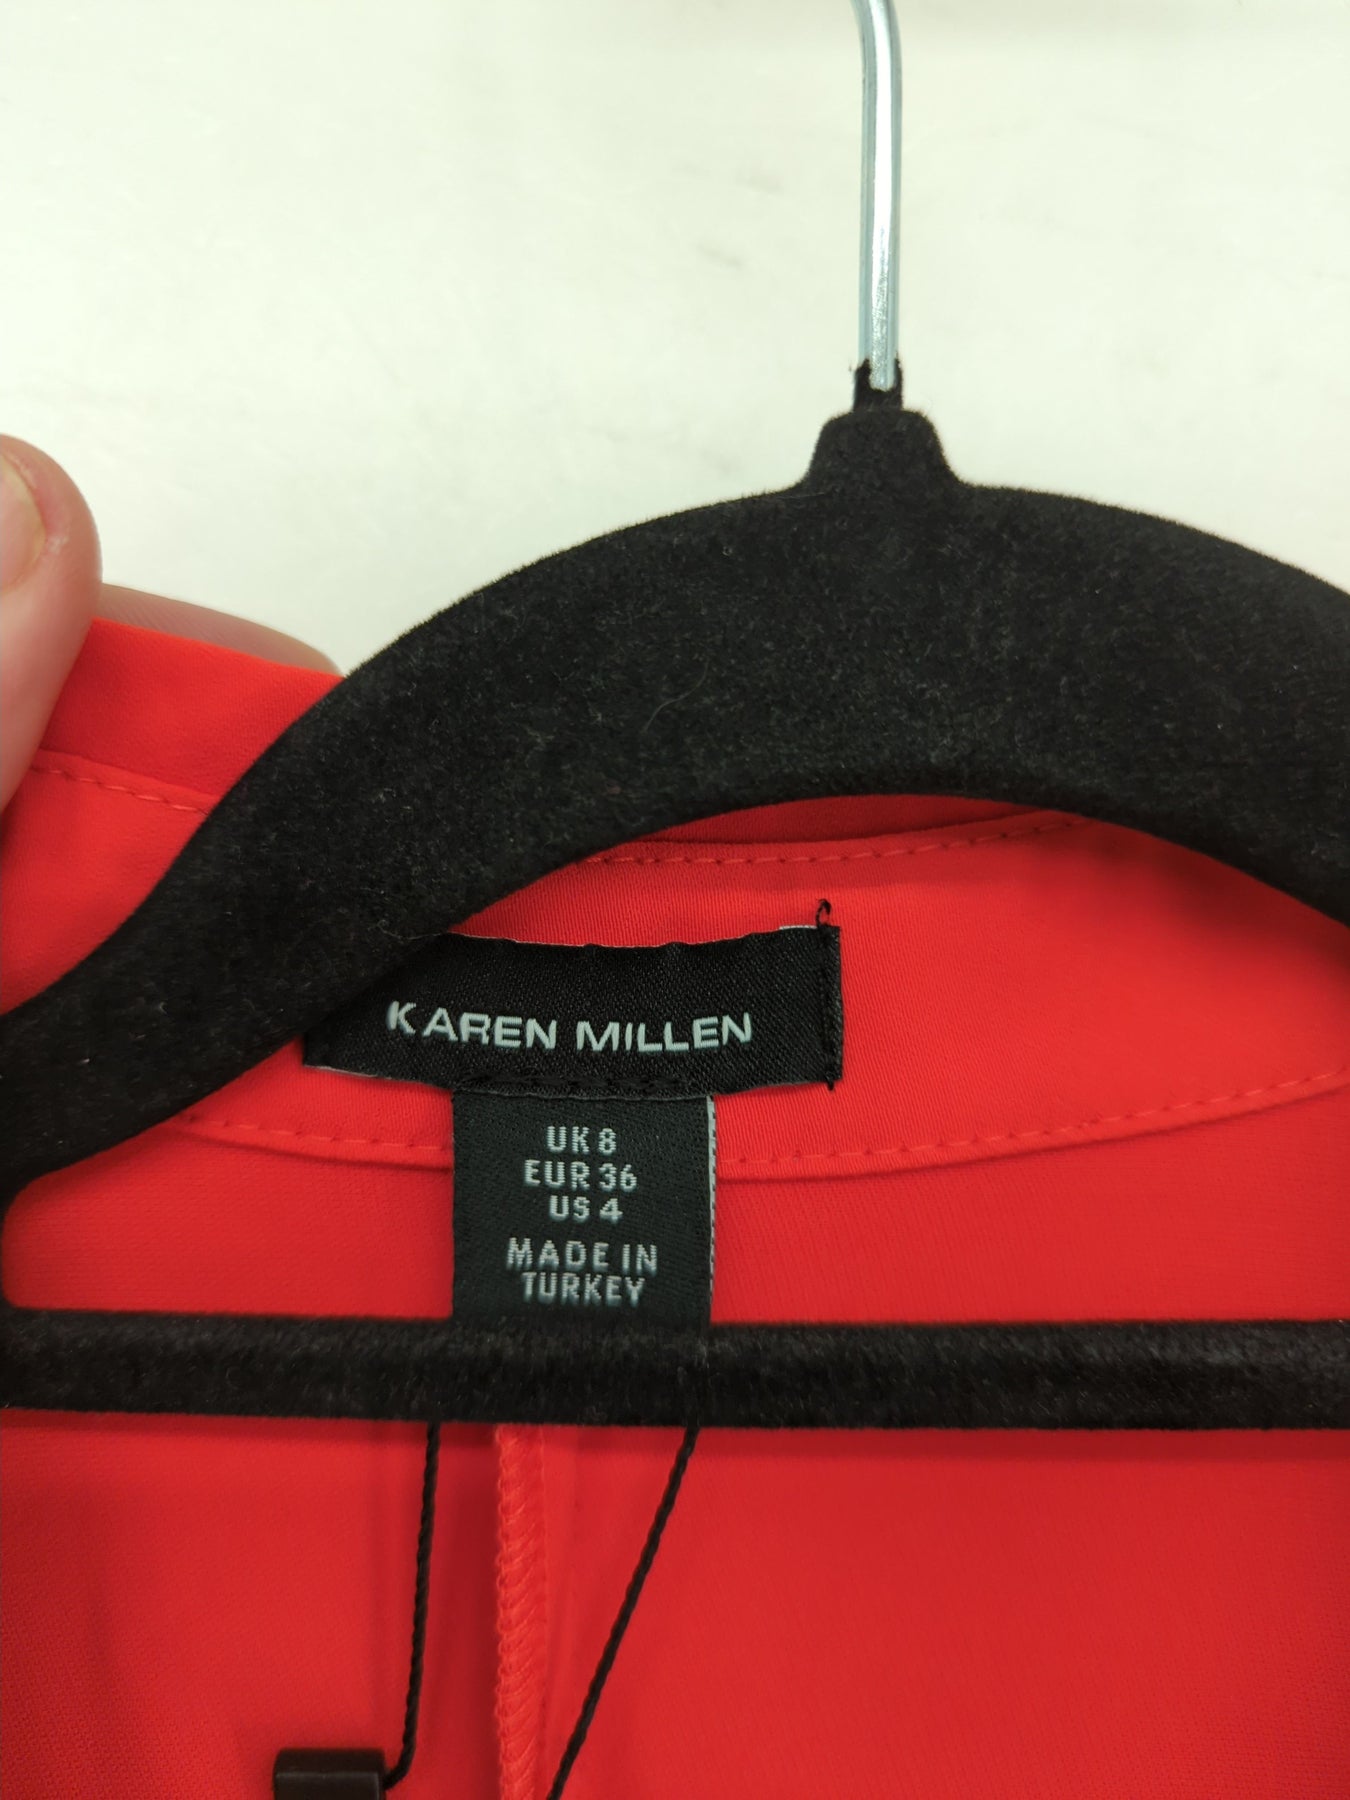 KAREN MILLEN
UK 8
EUR 36
US 4
MADE IN
TURKEY